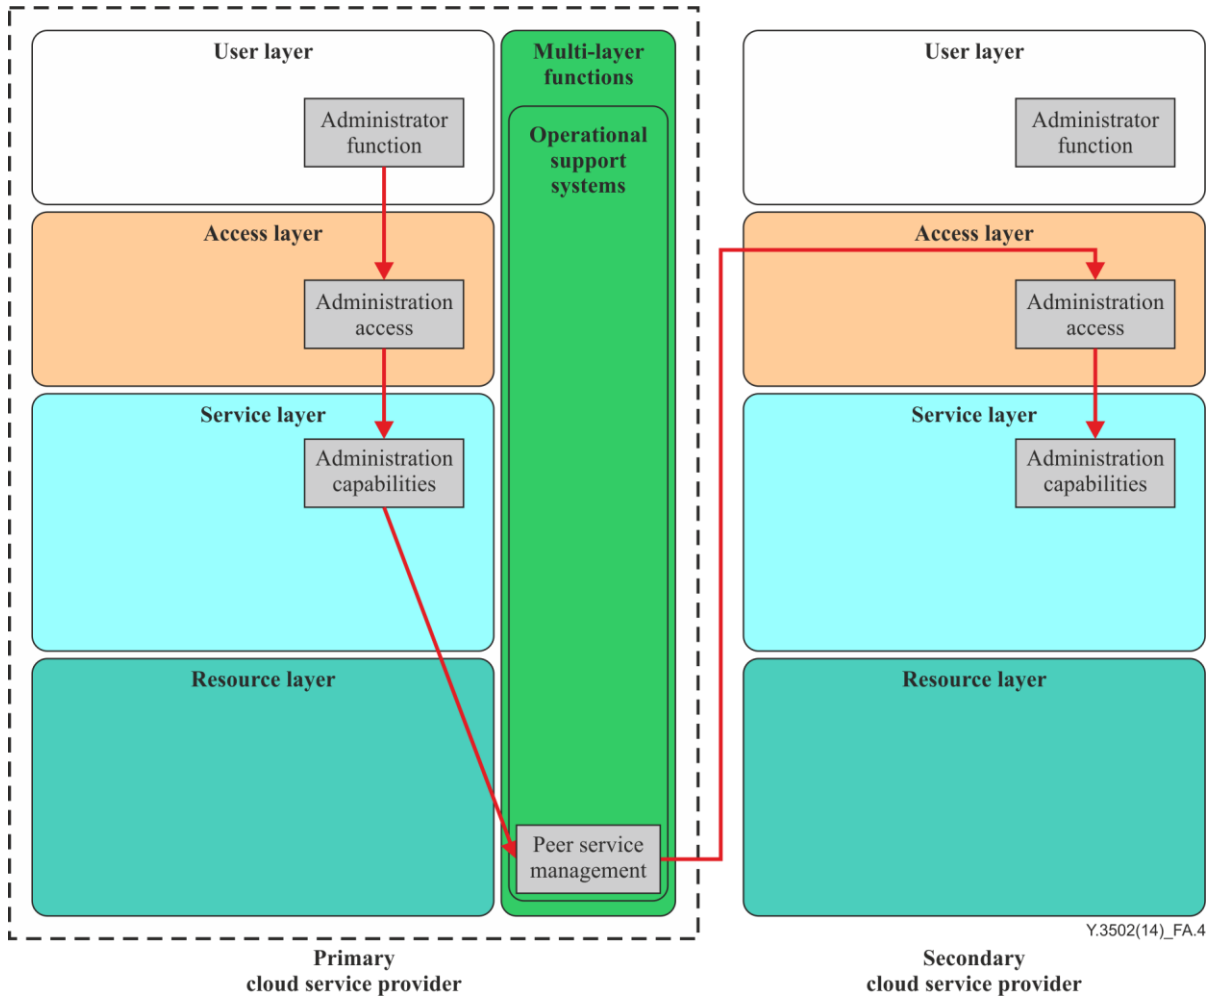 User layer
Administrator
function
Access layer
Administration
access
Service layer
Administration
capabilities
Resource layer
Multi-layer
functions
Operational
support
systems
Peer service
management
Primary
cloud service provider
User layer
Administrator
function
Access layer
Administration
access
Service layer
Administration
capabilities
Resource layer
Y.3502(14)_FA.4
Secondary
cloud service provider